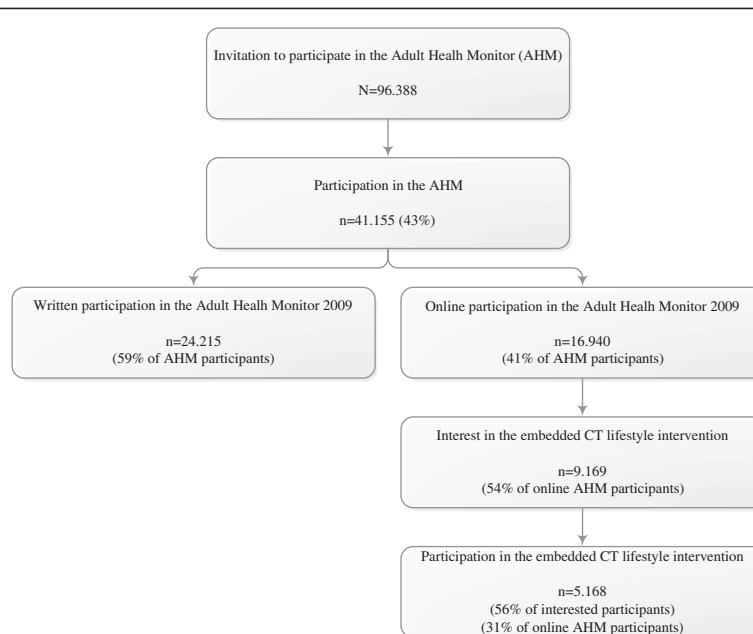 Invitation to participate in the Adult Healh Monitor (AHM)
N=96.388
Participation in the AHM
n=41.155 (43%)
Written participation in the Adult Healh Monitor 2009
n=24.215
(59% of AHM participants)
Online participation in the Adult Healh Monitor 2009
n=16.940
(41% of AHM participants)
Interest in the embedded CT lifestyle intervention
n=9.169
(54% of online AHM participants)
Participation in the embedded CT lifestyle intervention
n=5.168
(56% of interested participants)
(31% of online AHM participants)